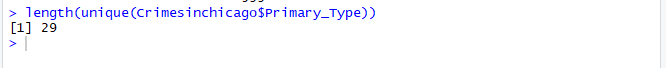 > length(unique(Crimesinchicago$Primary_Type))
[1] 29
>